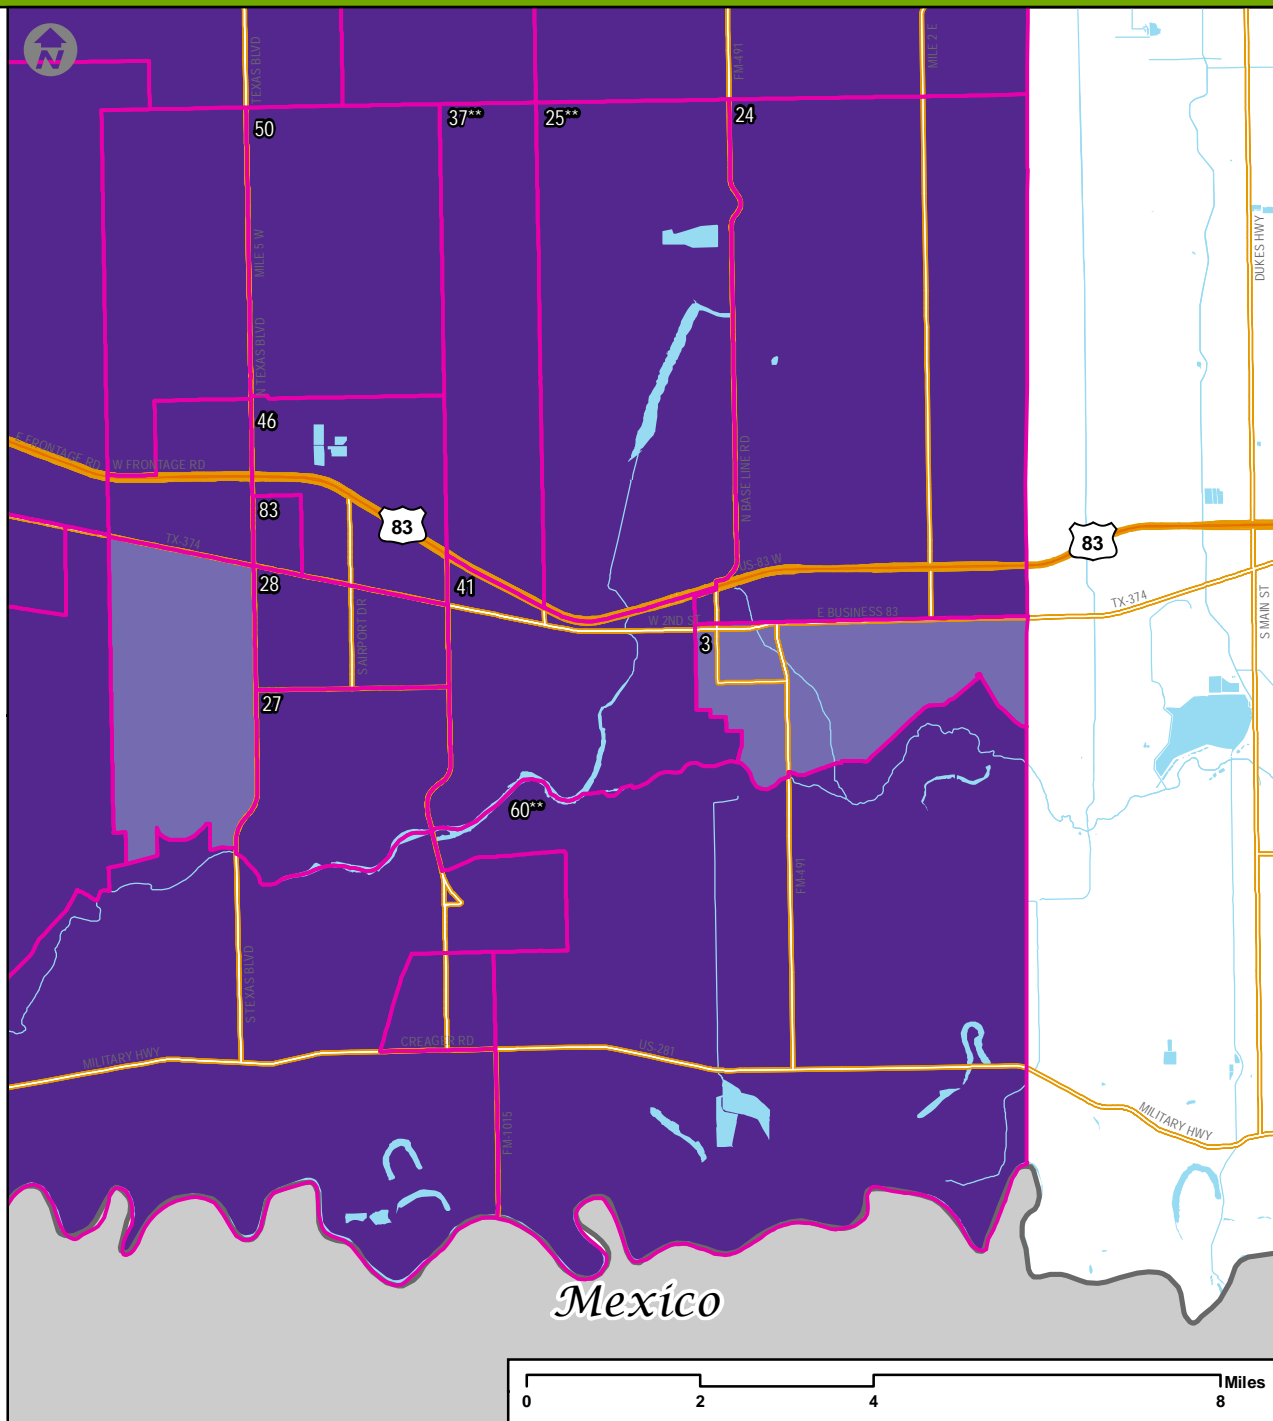 N
TEXAS BLVD
FM-491
MILE 2 E
50
37**
25**
24
MILE 5 W
DUKES HWY
N TEXAS BLVD
46
E FRONTAGE RD
W FRONTAGE RD
N BASE LINE RD
83
83
83
TX-374
US-83 W
28
41
TX-374
E BUSINESS 83
W 2ND S
S AIRPORT DR
3
S MAIN ST
27
60**
FM-491
S TEXAS BLVD
CREAGER RD
US-281
MILITARY HWY
FM-1015
MILITARY HWY
Mexico
Miles
0 2 4 8